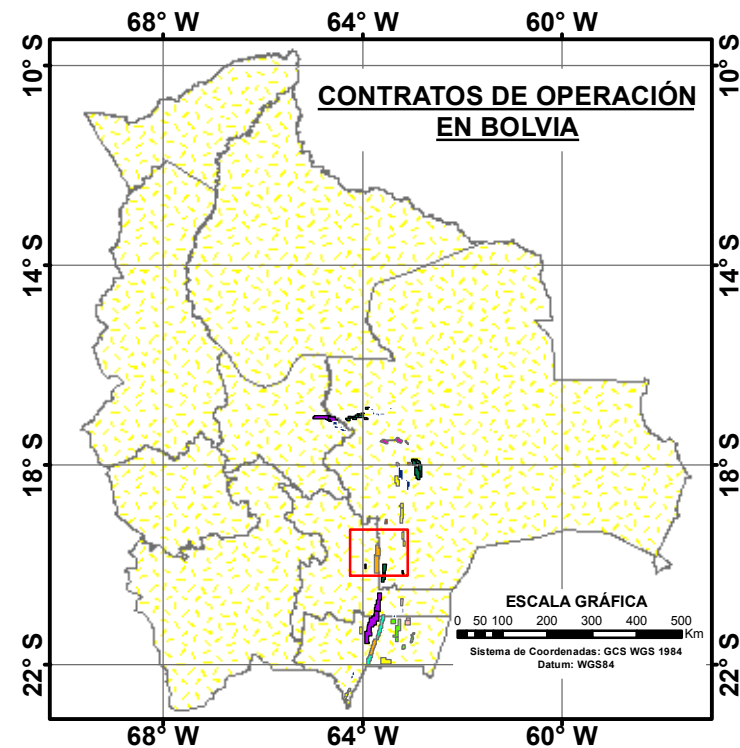 68° W 64° W 60° W
10° S 10° S
CONTRATOS DE OPERACIÓN
EN BOLVIA
14° S 14° S
18° S 18° S
ESCALA GRÁFICA
0 50 100 200 300 400 500
Km
Sistema de Coordenadas: GCS WGS 1984
Datum: WGS84
22° S 22° S
68° W 64° W 60° W